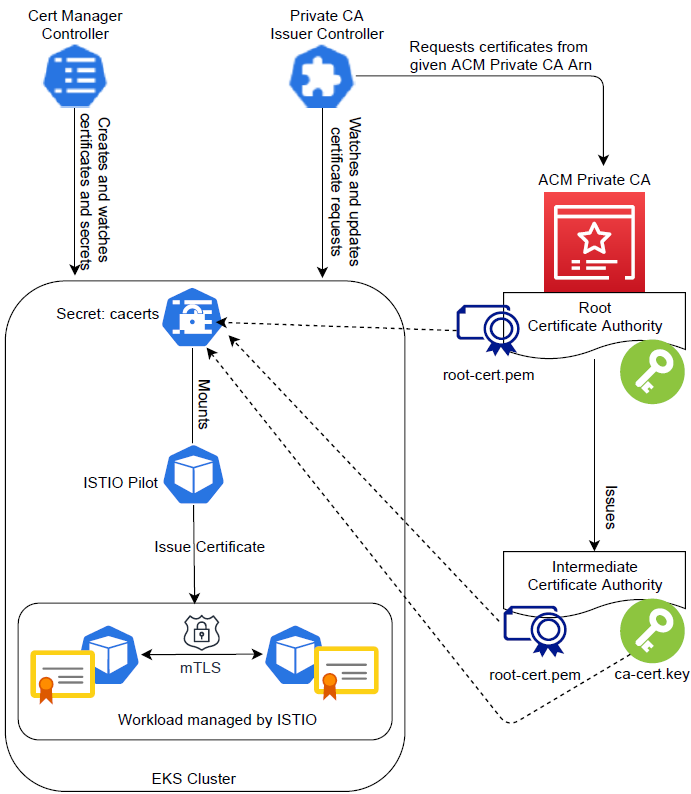 Cert Manager
Controller
Private CA
Issuer Controller
Requests certificates from
given ACM Private CA Arn
Creates and watches
certificates and secrets
Watches and updates
certificate requests
ACM Private CA
Root
Certificate Authority
Secret: cacerts
root-cert.pem
Mounts
ISTIO Pilot
Issues
Issue Certificate
Intermediate
Certificate Authority
mTLS
root-cert.pem
ca-cert.key
Workload managed by ISTIO
EKS Cluster